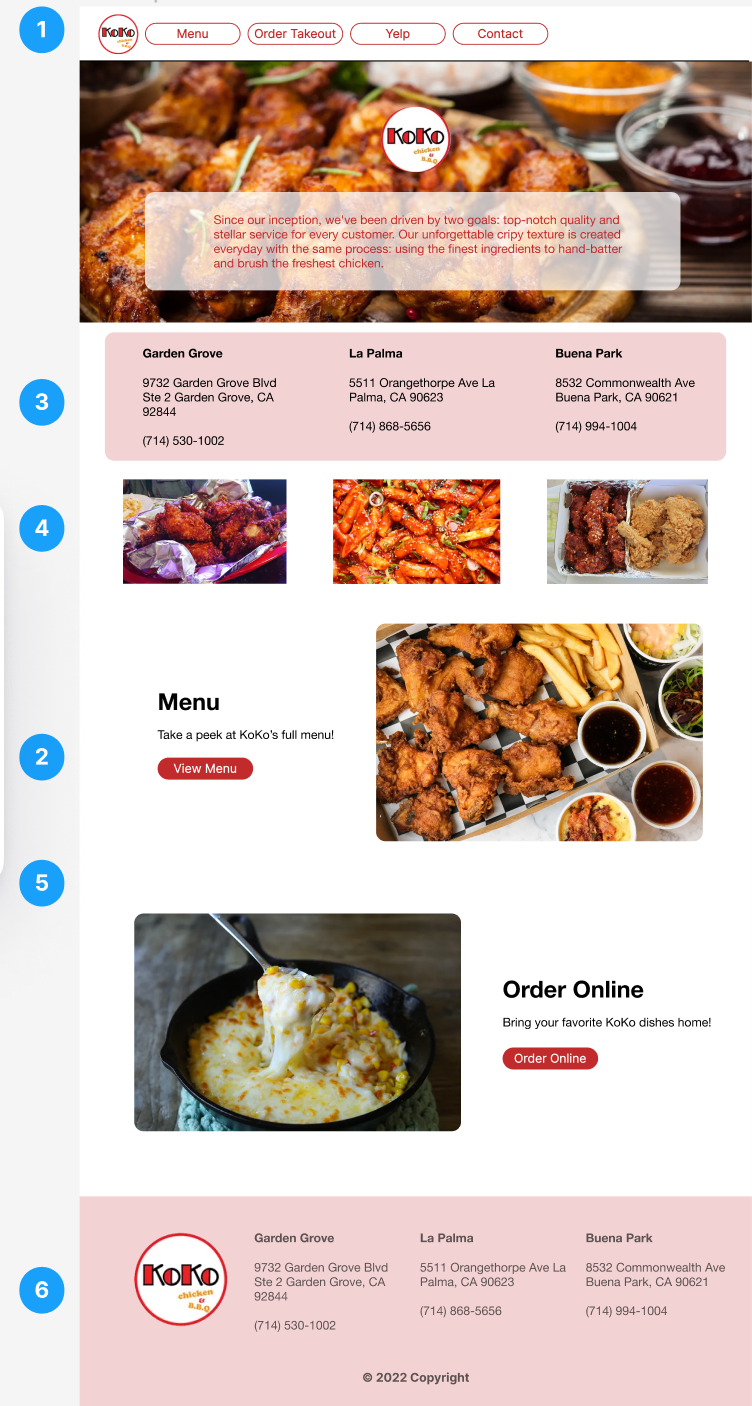 1
KoKo
chicken
&
B.B.Q
Menu
Order Takeout
Yelp
Contact
KoKo
chicken
&
B.B.Q
Since our inception, we've been driven by two goals: top-notch quality and
stellar service for every customer. Our unforgettable cripy texture is created
everyday with the same process: using the finest ingredients to hand-batter
and brush the freshest chicken.
3
Garden Grove
9732 Garden Grove Blvd
Ste 2 Garden Grove, CA
92844
(714) 530-1002
La Palma
5511 Orangethorpe Ave La
Palma, CA 90623
(714) 868-5656
Buena Park
8532 Commonwealth Ave
Buena Park, CA 90621
(714) 994-1004
4
Menu
Take a peek at KoKo's full menu!
View Menu
2
5
Order Online
Bring your favorite KoKo dishes home!
Order Online
6
KoKo
chicken
&
B.B.Q
Garden Grove
9732 Garden Grove Blvd
Ste 2 Garden Grove, CA
92844
(714) 530-1002
La Palma
5511 Orangethorpe Ave La
Palma, CA 90623
(714) 868-5656
Buena Park
8532 Commonwealth Ave
Buena Park, CA 90621
(714) 994-1004
© 2022 Copyright